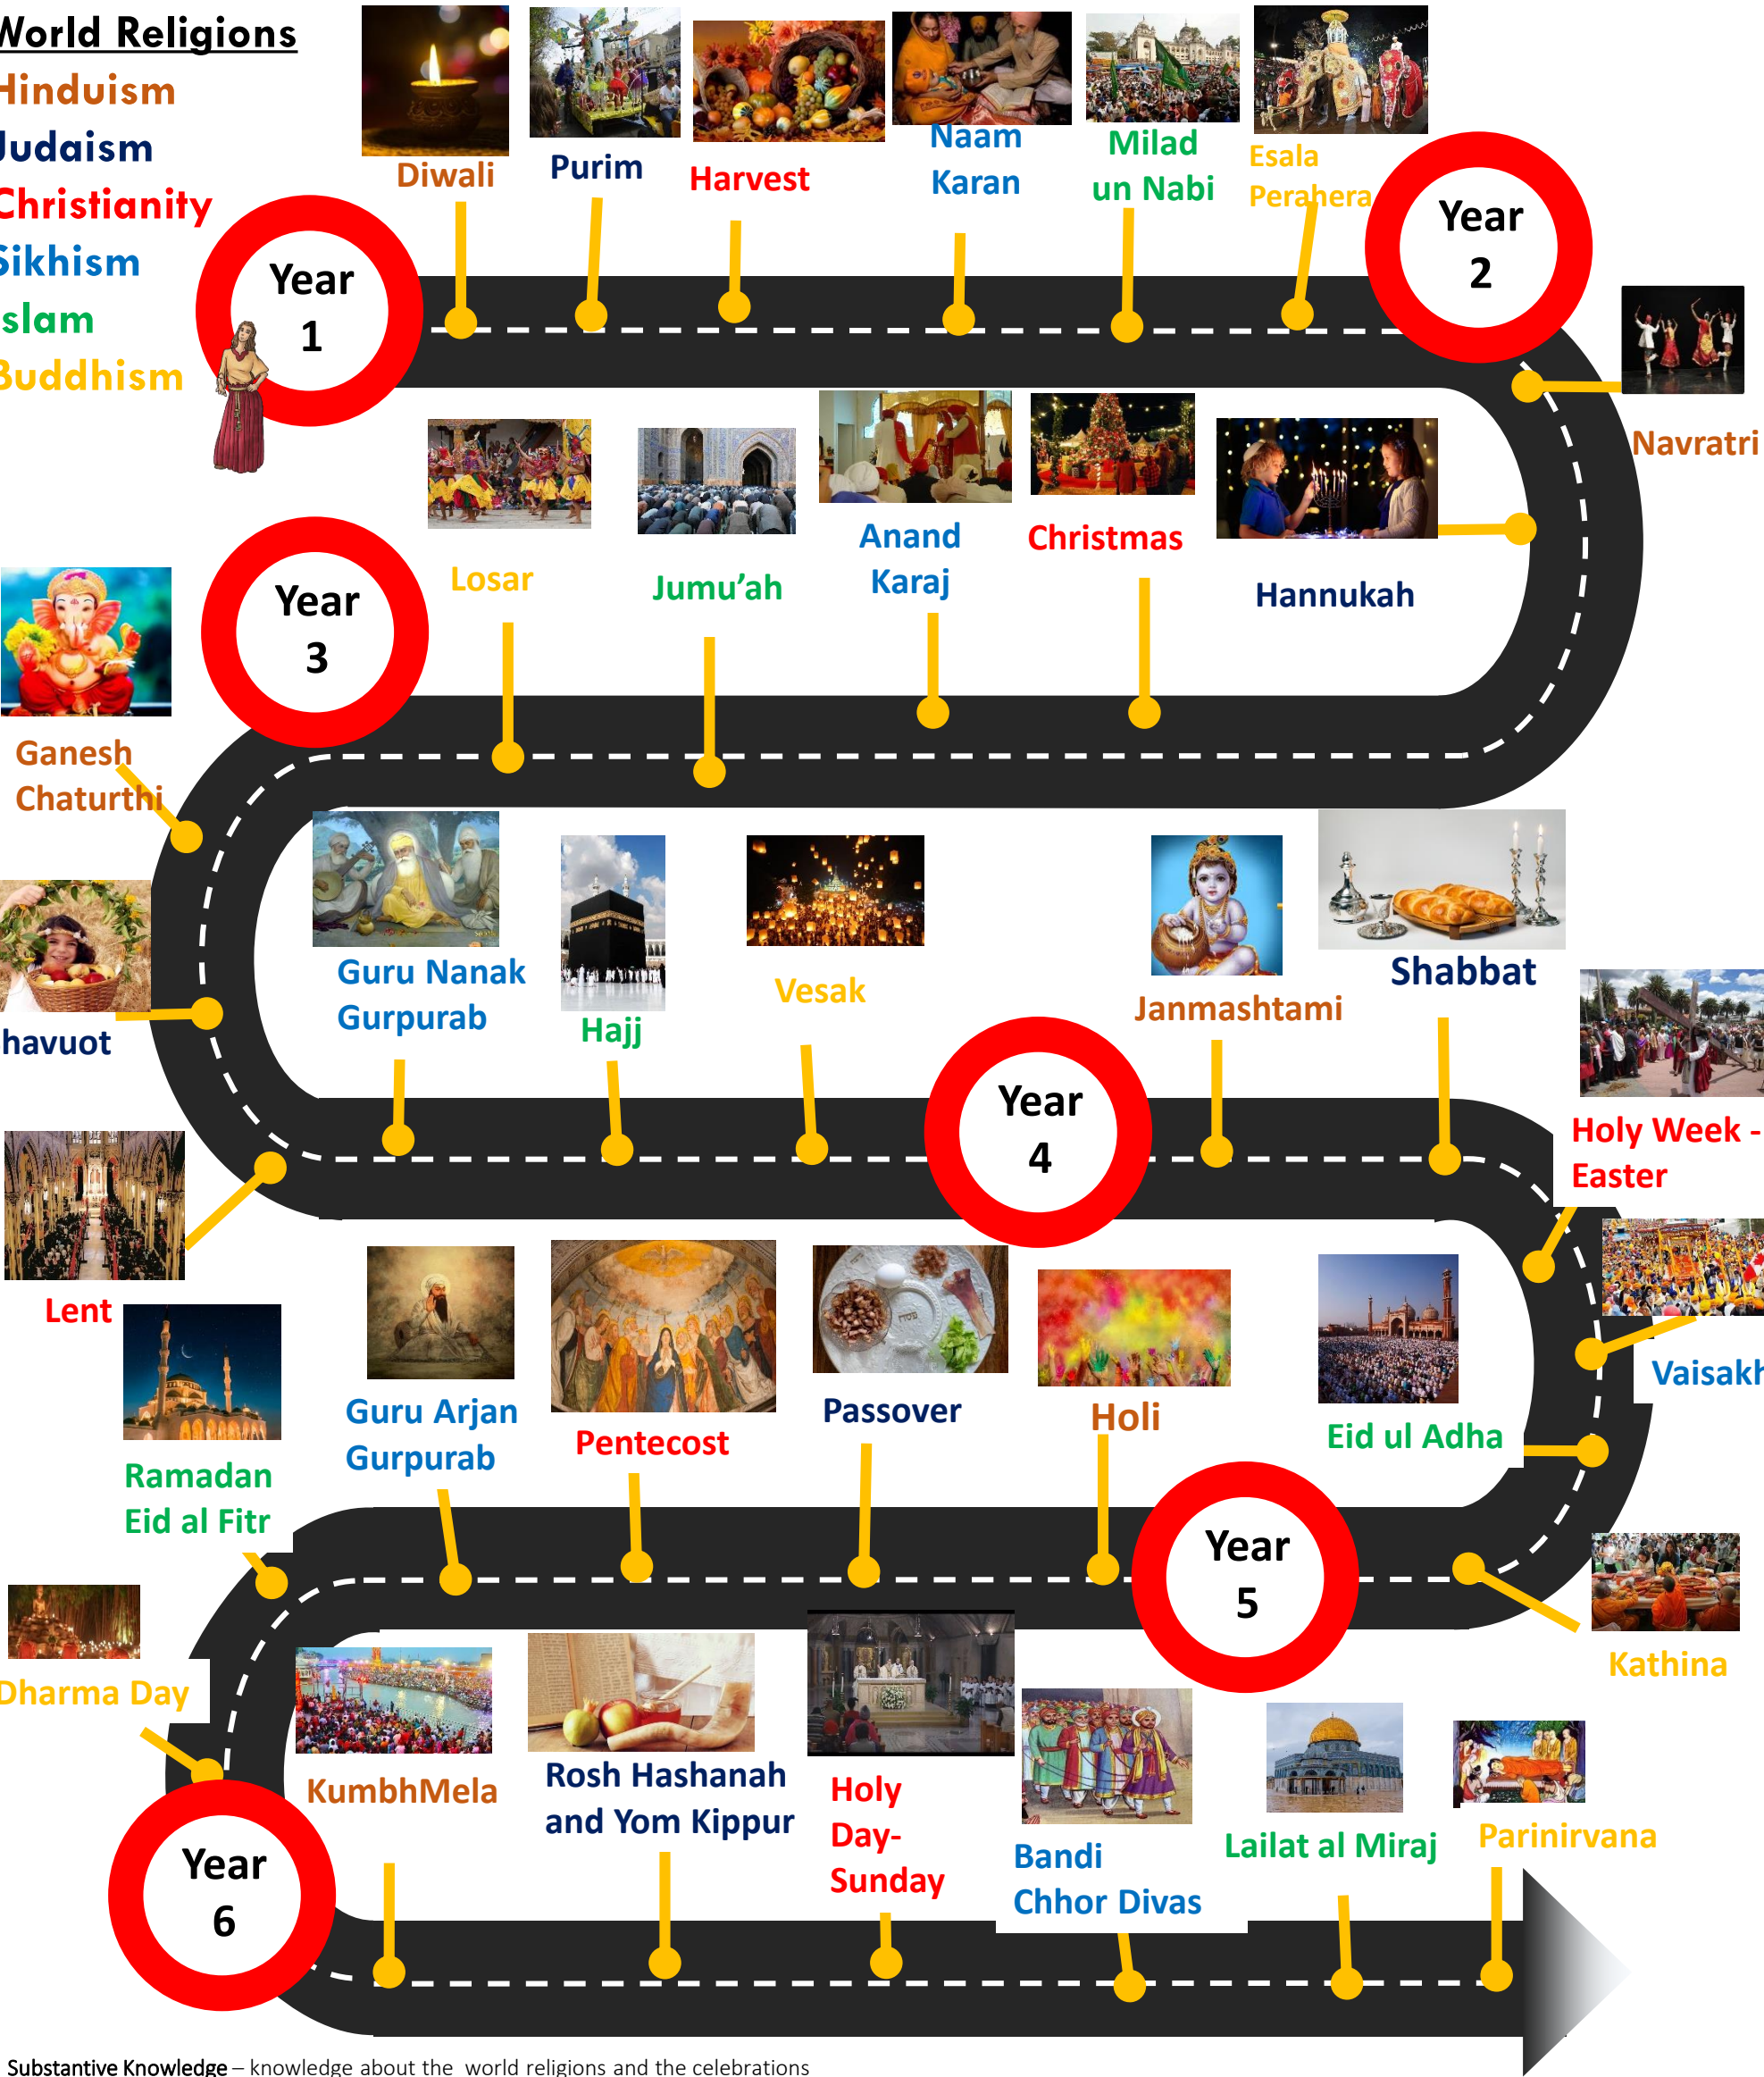 World Religions
Hinduism
Judaism
Christianity
Sikhism
Islam
Buddhism
Diwali
Purim
Harvest
Naam
Karan
Milad
un Nabi
Esala
Perahera
Year
1
Year
2
Navratri
Hannukah
Christmas
Anand
Karaj
Jumu’ah
Losar
Year
3
Ganesh
Chaturthi
havuot
Lent
Guru Nanak
Gurpurab
Hajj
Vesak
Year
4
Janmashtami
Shabbat
Holy Week -
Easter
Vaisakh
Eid ul Adha
Kathina
Year
5
Holi
Passover
Pentecost
Guru Arjan
Gurpurab
Ramadan
Eid al Fitr
Dharma Day
Year
6
KumbhMela
Rosh Hashanah
and Yom Kippur
Holy
Day-
Sunday
Bandi
Chhor Divas
Lailat al Miraj
Parinirvana
Substantive Knowledge – knowledge about the world religions and the celebrations